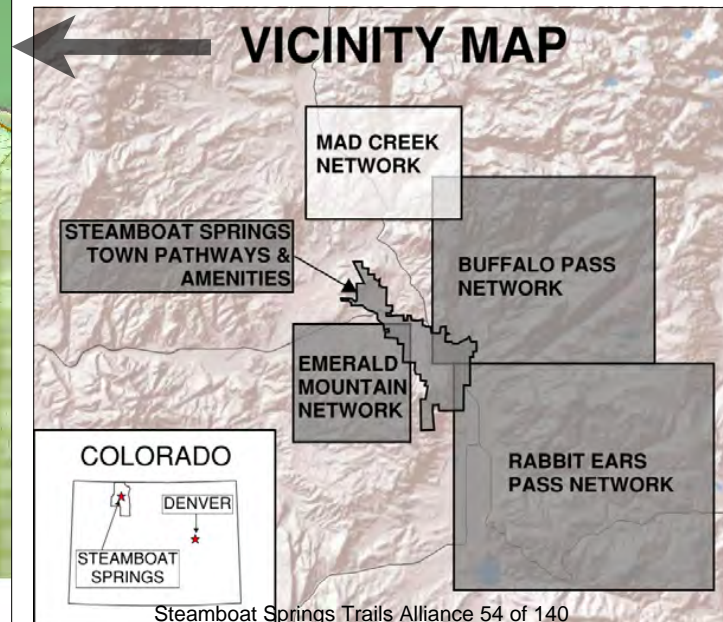 VICINITY MAP
MAD CREEK
NETWORK
STEAMBOAT SPRINGS
TOWN PATHWAYS &
AMENITIES
BUFFALO PASS
NETWORK
EMERALD
MOUNTAIN
NETWORK
RABBIT EARS
PASS NETWORK
COLORADO
DENVER
STEAMBOAT
SPRINGS
Steamboat Springs Trails Alliance 54 of 140